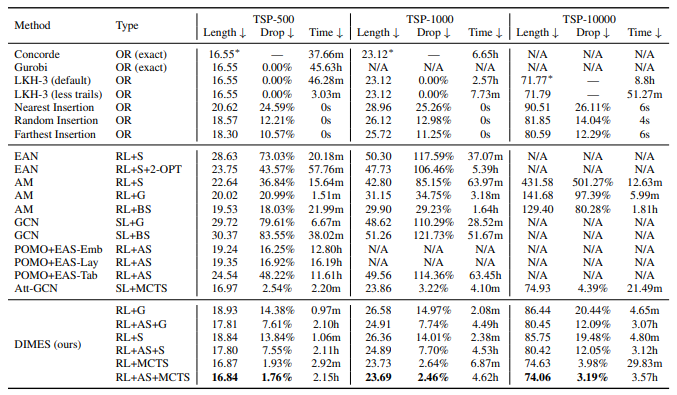 Method Type TSP-500 TSP-1000 TSP-10000
Length ↓ Drop ↓ Time ↓ Length ↓ Drop ↓ Time ↓ Length ↓ Drop ↓ Time ↓
Concorde OR (exact) 16.55* — 37.66m 23.12* — 6.65h N/A N/A N/A
Gurobi OR (exact) 16.55 0.00% 45.63h N/A N/A N/A N/A N/A N/A
LKH-3 (default) OR 16.55 0.00% 46.28m 23.12 0.00% 2.57h 71.77* — 8.8h
LKH-3 (less trails) OR 16.55 0.00% 3.03m 23.12 0.00% 7.73m 71.79 — 51.27m
Nearest Insertion OR 20.62 24.59% 0s 28.96 25.26% 0s 90.51 26.11% 6s
Random Insertion OR 18.57 12.21% 0s 26.12 12.98% 0s 81.85 14.04% 4s
Farthest Insertion OR 18.30 10.57% 0s 25.72 11.25% 0s 80.59 12.29% 6s
EAN RL+S 28.63 73.03% 20.18m 50.30 117.59% 37.07m N/A N/A N/A
EAN RL+S+2-OPT 23.75 43.57% 57.76m 47.73 106.46% 5.39h N/A N/A N/A
AM RL+S 22.64 36.84% 15.64m 42.80 85.15% 63.97m 431.58 501.27% 12.63m
AM RL+G 20.02 20.99% 1.51m 31.15 34.75% 3.18m 141.68 97.39% 5.99m
AM RL+BS 19.53 18.03% 21.99m 29.90 29.23% 1.64h 129.40 80.28% 1.81h
GCN SL+G 29.72 79.61% 6.67m 48.62 110.29% 28.52m N/A N/A N/A
GCN SL+BS 30.37 83.55% 38.02m 51.26 121.73% 51.67m N/A N/A N/A
POMO+EAS-Emb RL+AS 19.24 16.25% 12.80h N/A N/A N/A N/A N/A N/A
POMO+EAS-Lay RL+AS 19.35 16.92% 16.19h N/A N/A N/A N/A N/A N/A
POMO+EAS-Tab RL+AS 24.54 48.22% 11.61h 49.56 114.36% 63.45h N/A N/A N/A
Att-GCN SL+MCTS 16.97 2.54% 2.20m 23.86 3.22% 4.10m 74.93 4.39% 21.49m
DIMES (ours)
RL+G 18.93 14.38% 0.97m 26.58 14.97% 2.08m 86.44 20.44% 4.65m
RL+AS+G 17.81 7.61% 2.10h 24.91 7.74% 4.49h 80.45 12.09% 3.07h
RL+S 18.84 13.84% 1.06m 26.36 14.01% 2.38m 85.75 19.48% 4.80m
RL+AS+S 17.80 7.55% 2.11h 24.89 7.70% 4.53h 80.42 12.05% 3.12h
RL+MCTS 16.87 1.93% 2.92m 23.73 2.64% 6.87m 74.63 3.98% 29.83m
RL+AS+MCTS 16.84 1.76% 2.15h 23.69 2.46% 4.62h 74.06 3.19% 3.57h